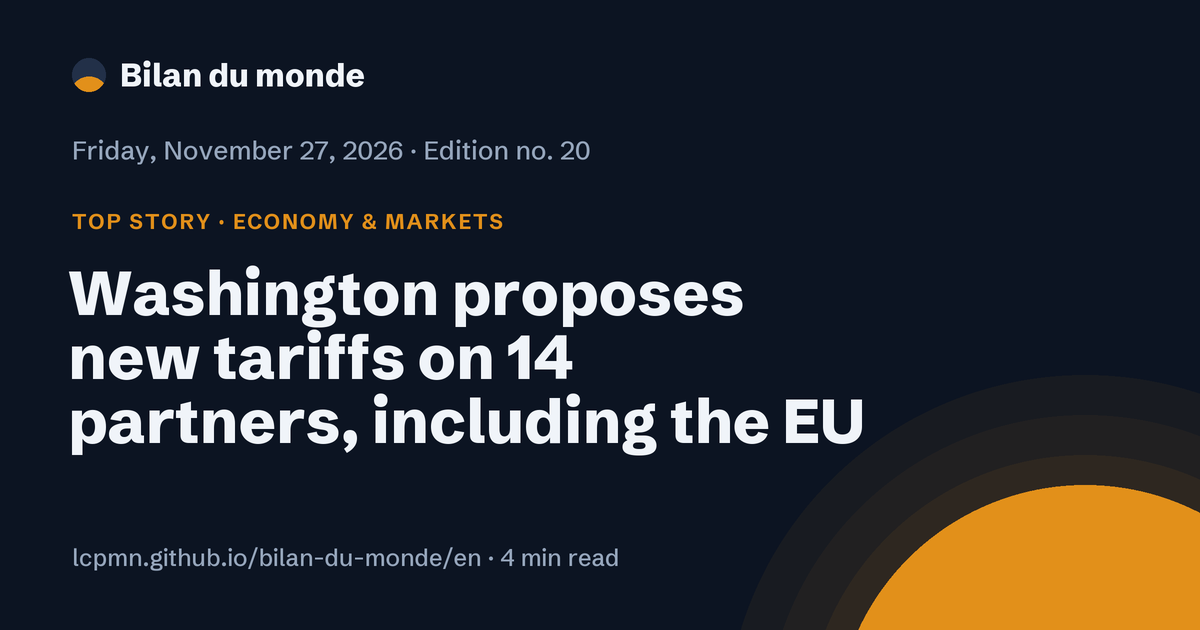 Bilan du monde
Friday, November 27, 2026 · Edition no. 20
TOP STORY · ECONOMY & MARKETS
Washington proposes
new tariffs on 14
partners, including the EU
lcpmn.github.io/bilan-du-monde/en · 4 min read